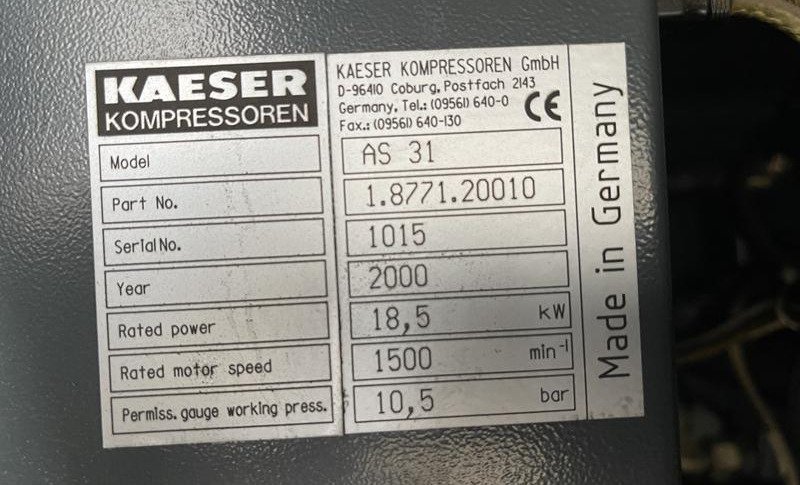 KAESER
KOMPRESSOREN
KAESER KOMPRESSOREN GmbH
D-96410 Coburg, Postfach 2143
Germany, Tel.: (09561) 640-0
Fax.: (09561) 640-130
CE
Model AS 31
Part No. 1.8771.20010
Serial No. 1015
Year 2000
Rated power 18,5 kW
Rated motor speed 1500 min⁻¹
Permiss. gauge working press. 10,5 bar
Made in Germany